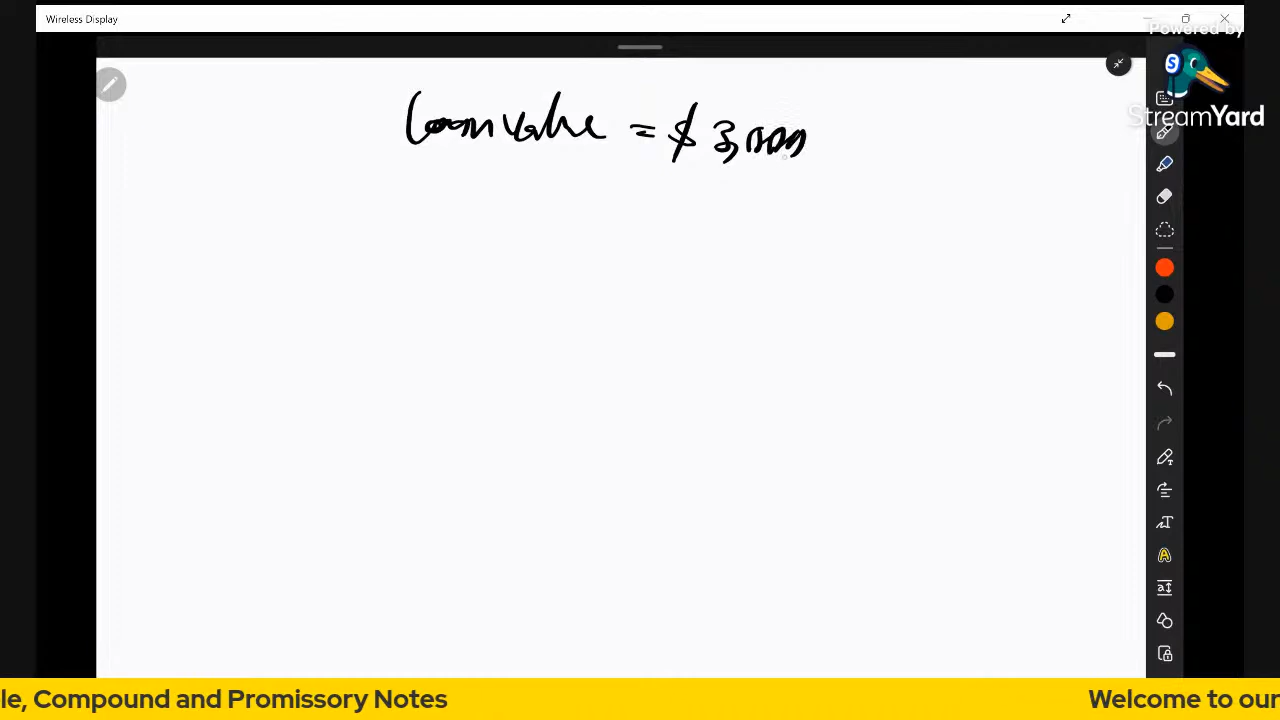 Wireless Display
Powered by
StreamYard
Loan value = $ 3,000
le, Compound and Promissory Notes
Welcome to our